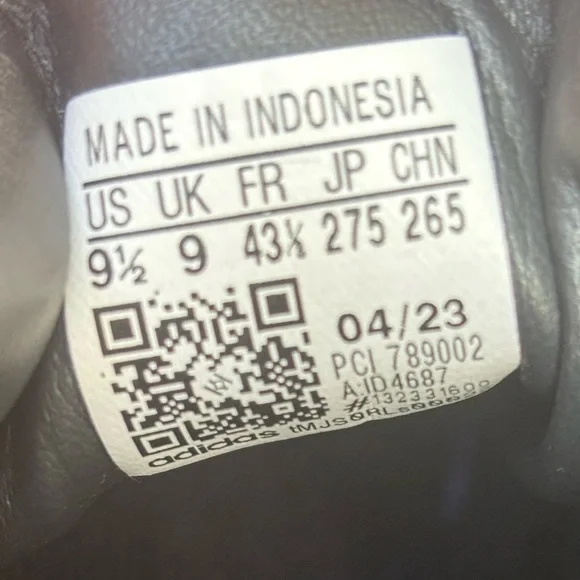 MADE IN INDONESIA
US UK FR JP CHN
9½ 9 43⅓ 275 265
04/23
PCI 789002
A:ID4687
adidas